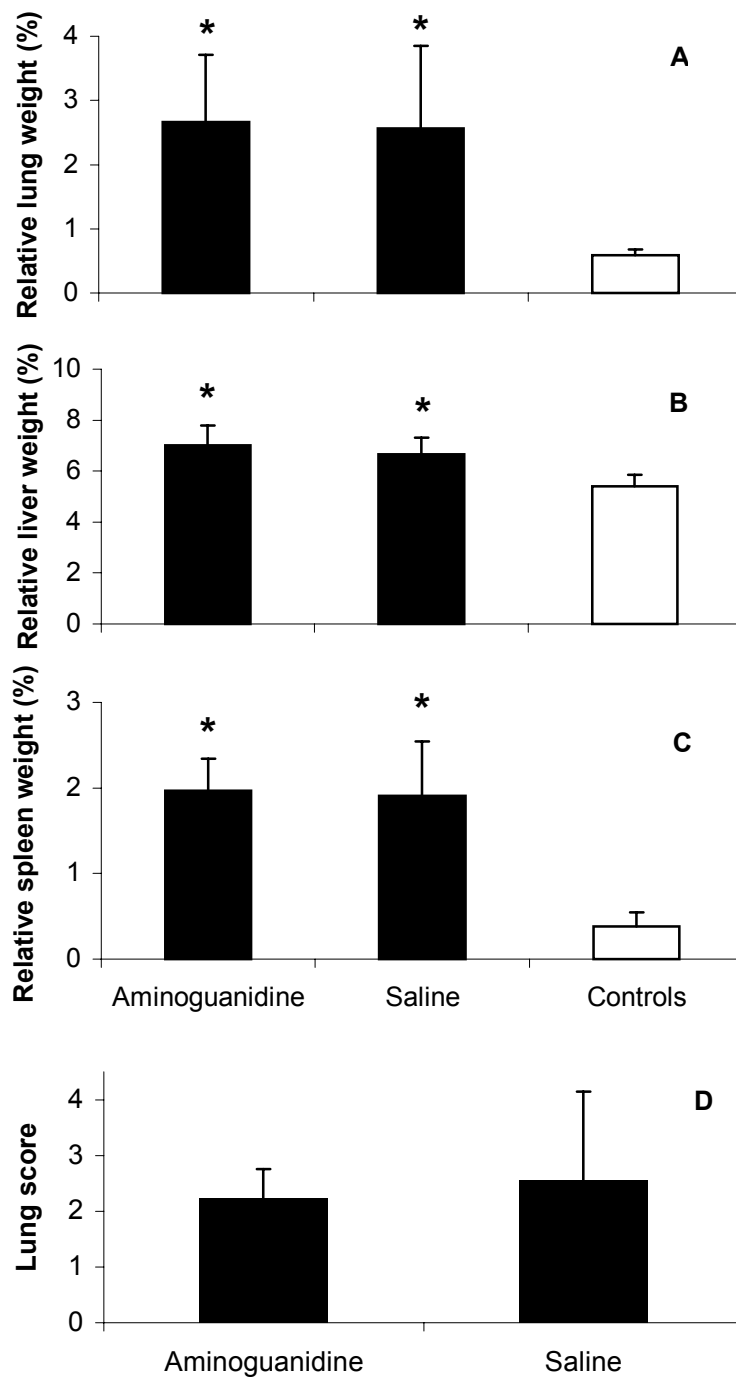 Relative lung weight (%)
4
3
2
1
0
*
*
A
Relative liver weight (%)
10
8
6
4
2
0
*
*
B
Relative spleen weight (%)
3
2
1
0
*
*
C
Aminoguanidine
Saline
Controls
Lung score
4
3
2
1
0
D
Aminoguanidine
Saline